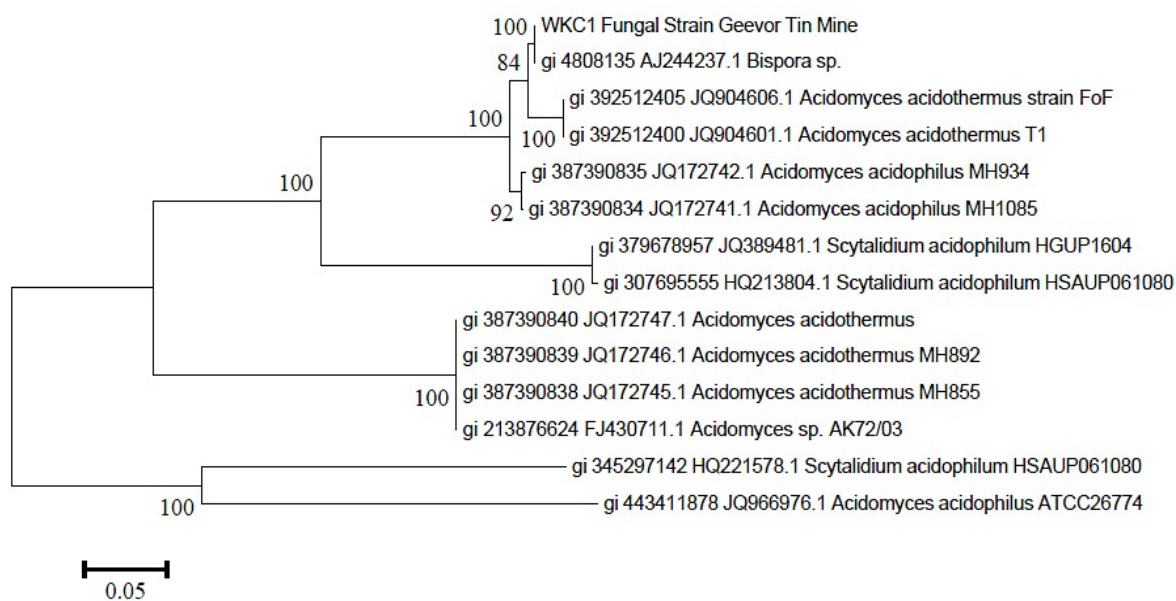 100
WKC1 Fungal Strain Geevor Tin Mine
84
gi 4808135 AJ244237.1 Bispora sp.
gi 392512405 JQ904606.1 Acidomyces acidothermus strain FoF
100
100
gi 392512400 JQ904601.1 Acidomyces acidothermus T1
gi 387390835 JQ172742.1 Acidomyces acidophilus MH934
100
92
gi 387390834 JQ172741.1 Acidomyces acidophilus MH1085
gi 379678957 JQ389481.1 Scytalidium acidophilum HGUP1604
100
gi 307695555 HQ213804.1 Scytalidium acidophilum HSAUP061080
gi 387390840 JQ172747.1 Acidomyces acidothermus
gi 387390839 JQ172746.1 Acidomyces acidothermus MH892
100
gi 387390838 JQ172745.1 Acidomyces acidothermus MH855
gi 213876624 FJ430711.1 Acidomyces sp. AK72/03
gi 345297142 HQ221578.1 Scytalidium acidophilum HSAUP061080
100
gi 443411878 JQ966976.1 Acidomyces acidophilus ATCC26774
0.05